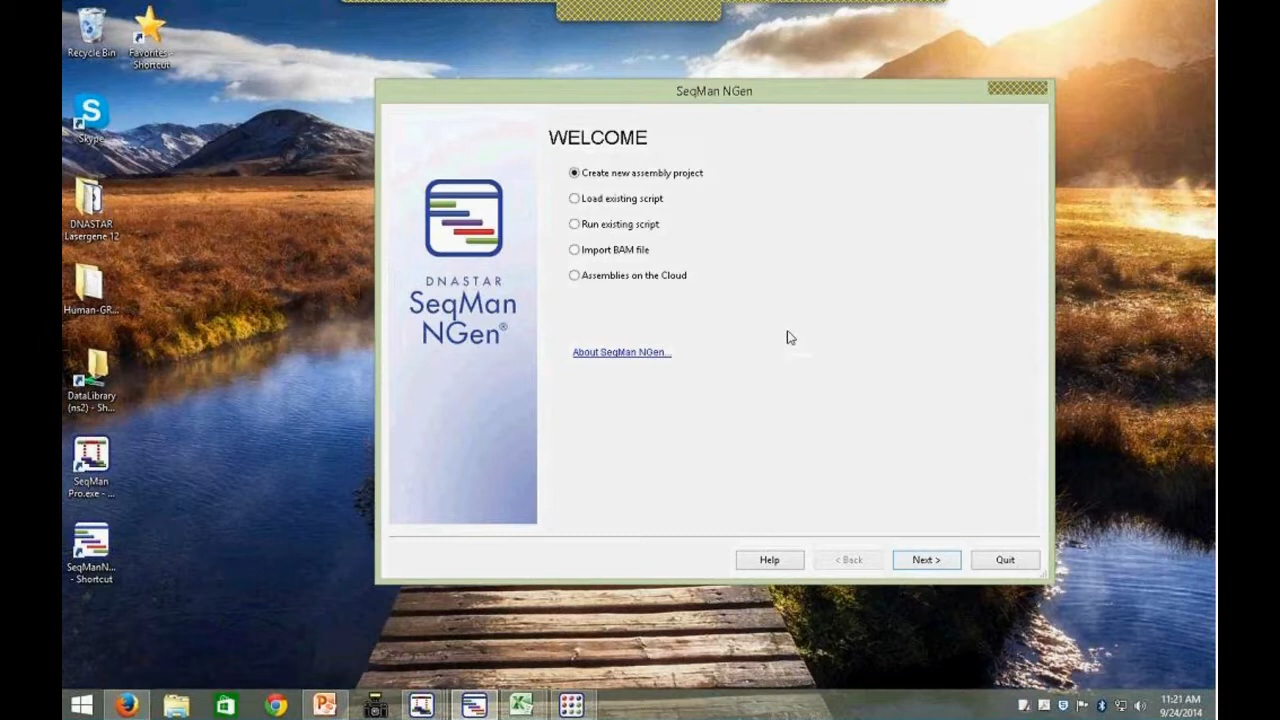 Recycle Bin
Favorites -
Shortcut
Skype
DNASTAR
Lasergene 12
Human-GR...
DataLibrary
(ns2) - Sh...
SeqMan
Pro.exe - ...
SeqManN...
- Shortcut
SeqMan NGen
DNASTAR
SeqMan
NGen®
WELCOME
Create new assembly project
Load existing script
Run existing script
Import BAM file
Assemblies on the Cloud
About SeqMan NGen...
Help
< Back
Next >
Quit
11:21 AM
9/24/2014